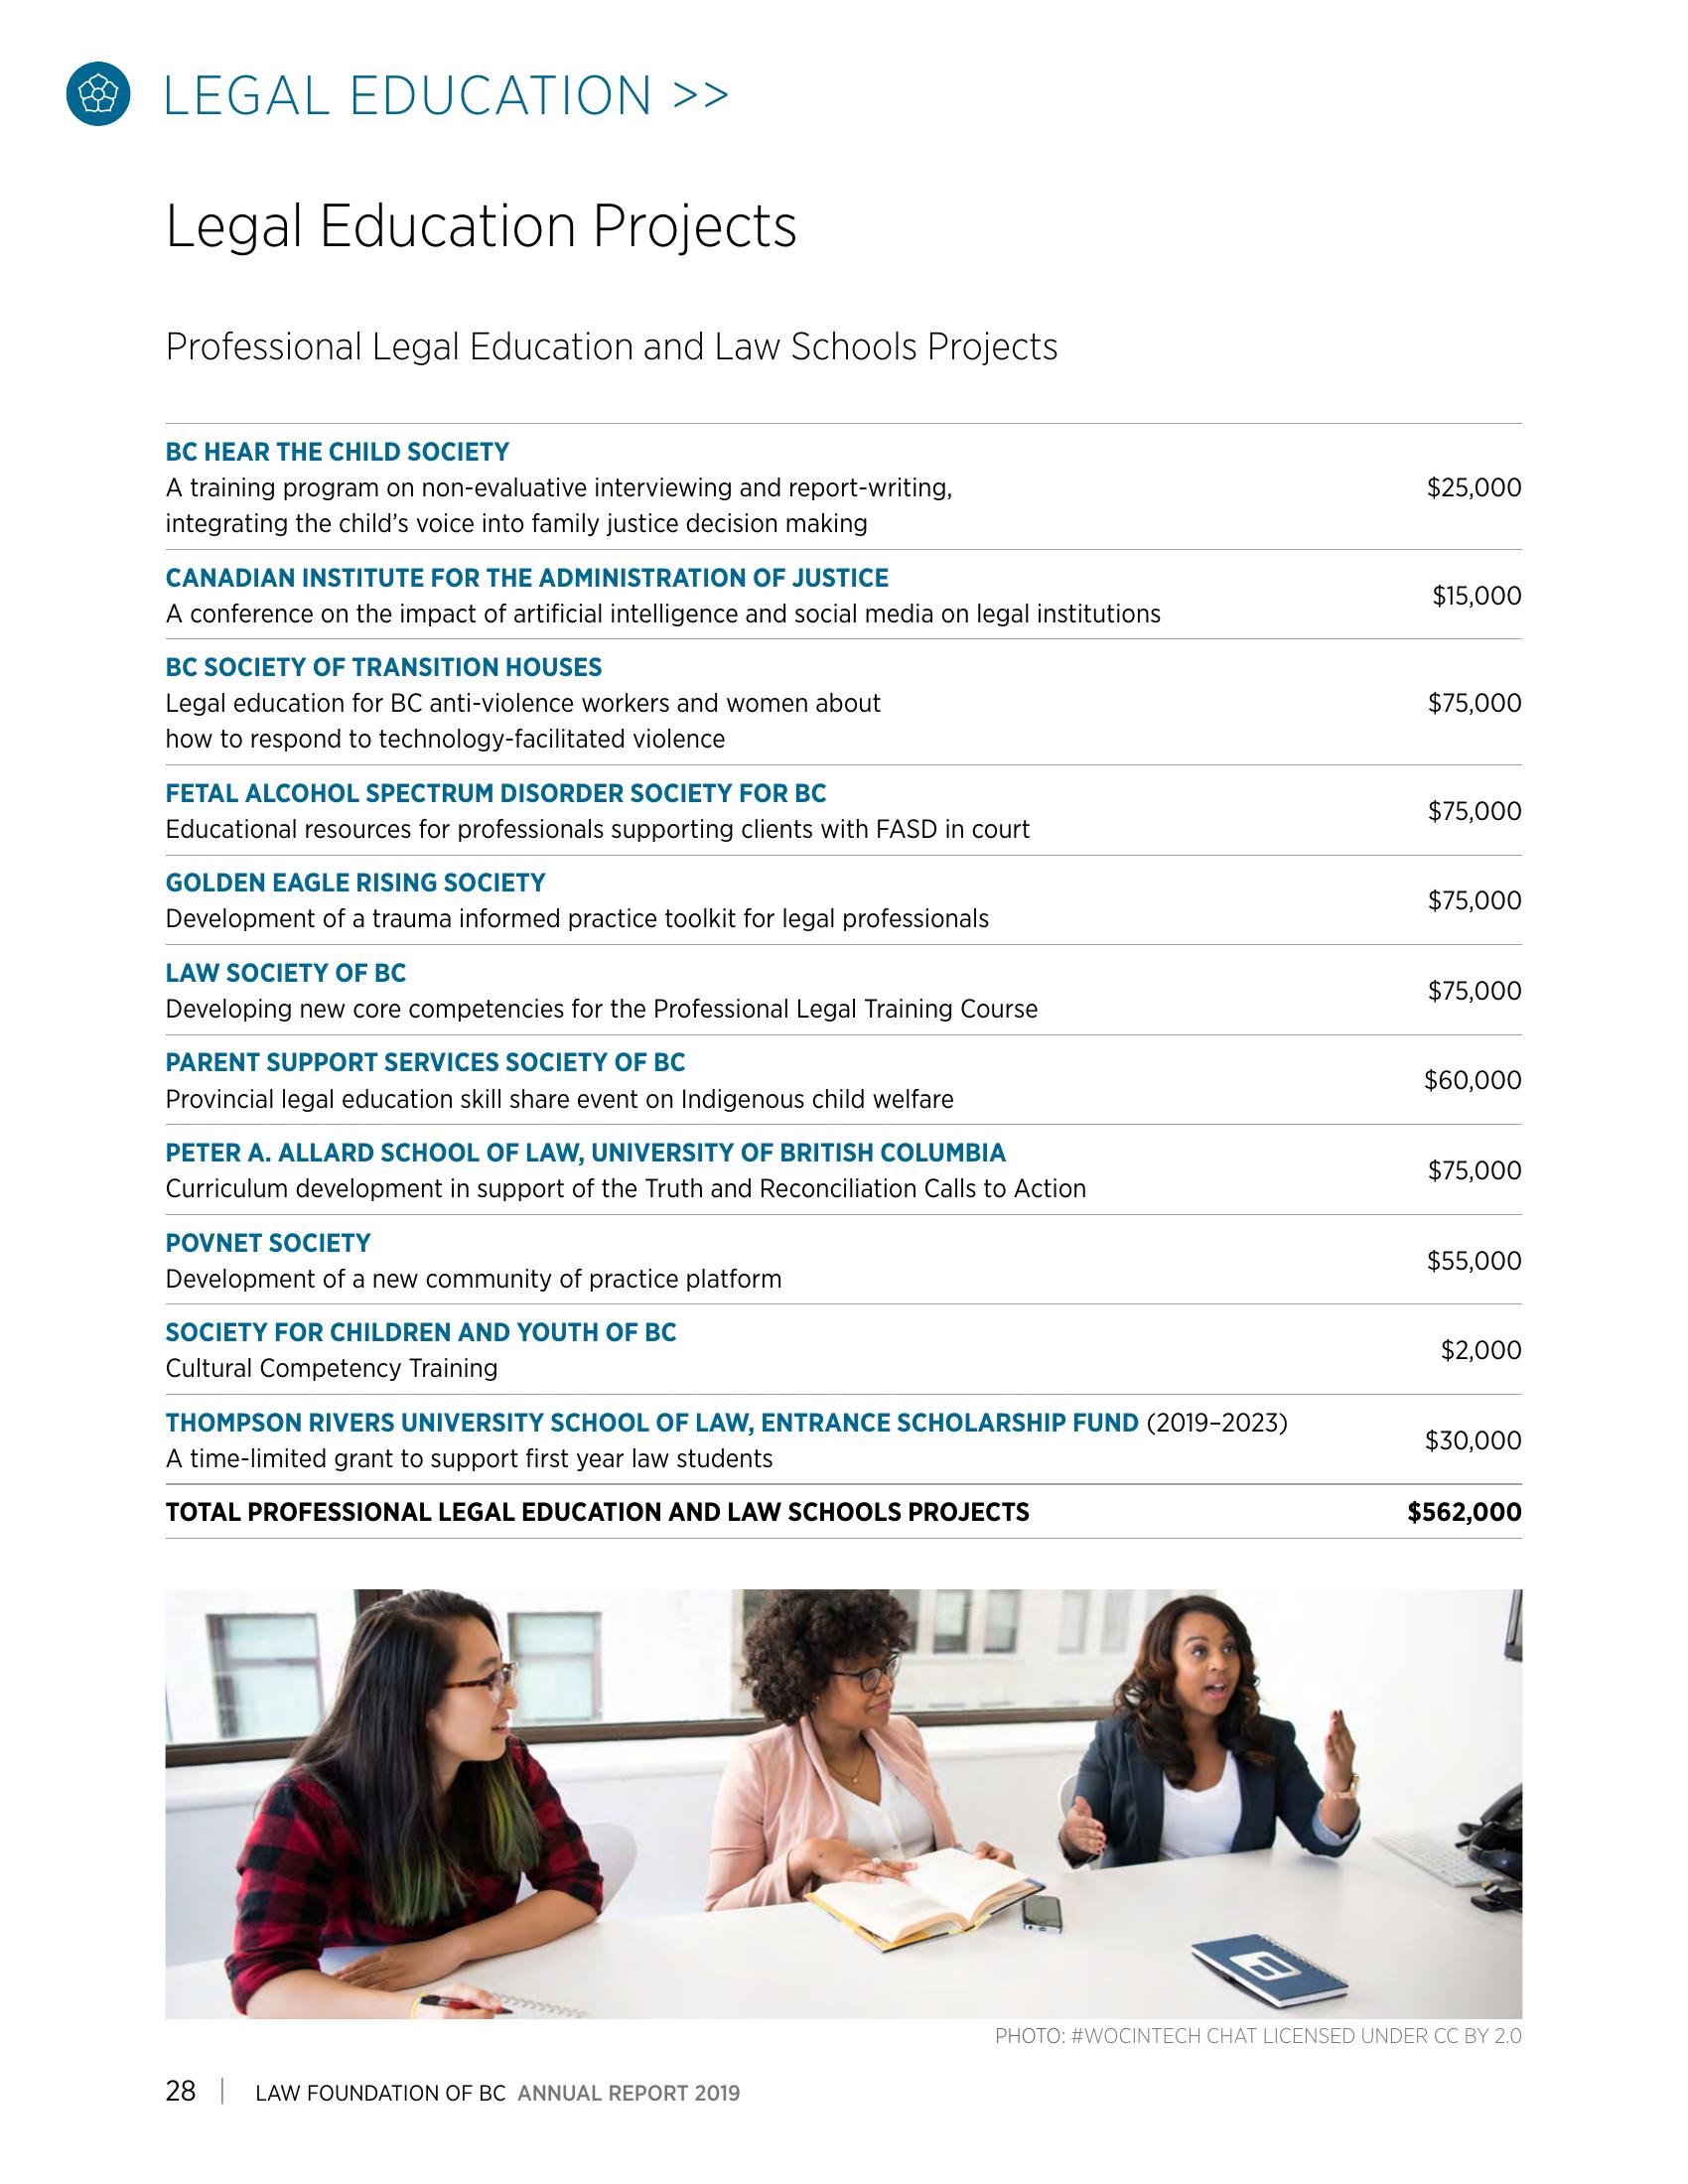 LEGAL EDUCATION >>
Legal Education Projects
Professional Legal Education and Law Schools Projects
BC HEAR THE CHILD SOCIETY
A training program on non-evaluative interviewing and report-writing,
integrating the child’s voice into family justice decision making
$25,000
CANADIAN INSTITUTE FOR THE ADMINISTRATION OF JUSTICE
A conference on the impact of artificial intelligence and social media on legal institutions
$15,000
BC SOCIETY OF TRANSITION HOUSES
Legal education for BC anti-violence workers and women about
how to respond to technology-facilitated violence
$75,000
FETAL ALCOHOL SPECTRUM DISORDER SOCIETY FOR BC
Educational resources for professionals supporting clients with FASD in court
$75,000
GOLDEN EAGLE RISING SOCIETY
Development of a trauma informed practice toolkit for legal professionals
$75,000
LAW SOCIETY OF BC
Developing new core competencies for the Professional Legal Training Course
$75,000
PARENT SUPPORT SERVICES SOCIETY OF BC
Provincial legal education skill share event on Indigenous child welfare
$60,000
PETER A. ALLARD SCHOOL OF LAW, UNIVERSITY OF BRITISH COLUMBIA
Curriculum development in support of the Truth and Reconciliation Calls to Action
$75,000
POVNET SOCIETY
Development of a new community of practice platform
$55,000
SOCIETY FOR CHILDREN AND YOUTH OF BC
Cultural Competency Training
$2,000
THOMPSON RIVERS UNIVERSITY SCHOOL OF LAW, ENTRANCE SCHOLARSHIP FUND (2019–2023)
A time-limited grant to support first year law students
$30,000
TOTAL PROFESSIONAL LEGAL EDUCATION AND LAW SCHOOLS PROJECTS $562,000
PHOTO: #WOCINTECH CHAT LICENSED UNDER CC BY 2.0
28 | LAW FOUNDATION OF BC ANNUAL REPORT 2019